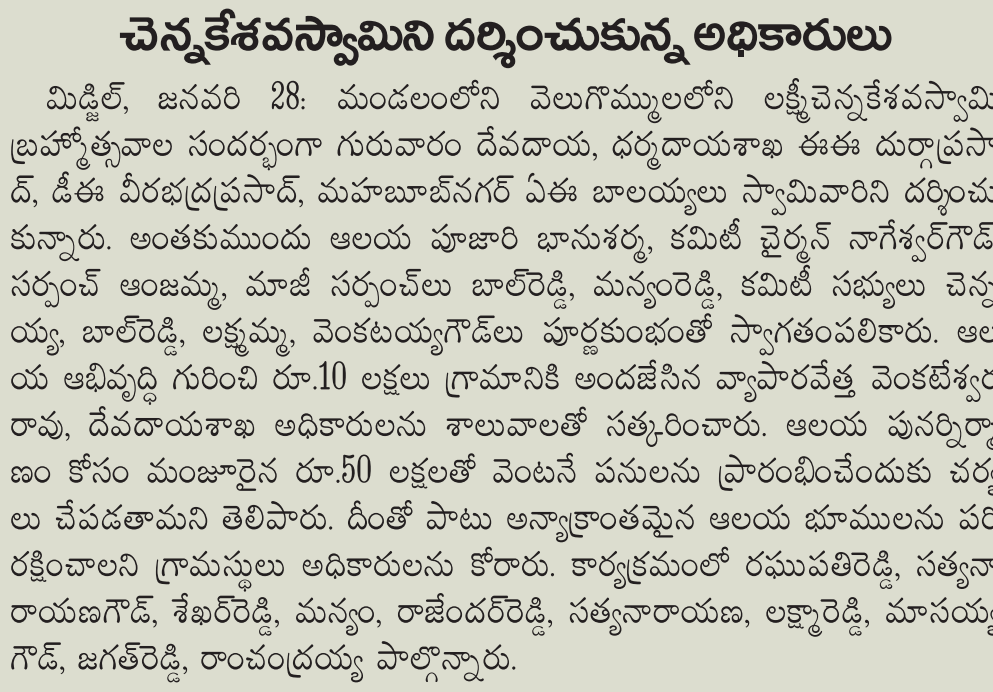 చెన్నకేశవస్వామిని దర్శించుకున్న అధికారులు
మిడ్జిల్, జనవరి 28: మండలంలోని వెలుగొమ్ములలోని లక్ష్మీచెన్నకేశవస్వామి
బ్రహ్మోత్సవాల సందర్భంగా గురువారం దేవదాయ, ధర్మదాయశాఖ ఈఈ దుర్గాప్రసా
ద్, డీఈ వీరభద్రప్రసాద్, మహబూబ్‌నగర్ ఏఈ బాలయ్యలు స్వామివారిని దర్శించు
కున్నారు. అంతకుముందు ఆలయ పూజారి భానుశర్మ, కమిటీ చైర్మన్ నాగేశ్వర్‌గౌడ్
సర్పంచ్ ఆంజమ్మ, మాజీ సర్పంచ్‌లు బాల్‌రెడ్డి, మన్యంరెడ్డి, కమిటీ సభ్యులు చెన్న
య్య, బాల్‌రెడ్డి, లక్ష్మమ్మ, వెంకటయ్యగౌడ్‌లు పూర్ణకుంభంతో స్వాగతంపలికారు. ఆల
య ఆభివృద్ధి గురించి రూ.10 లక్షలు గ్రామానికి అందజేసిన వ్యాపారవేత్త వెంకటేశ్వర
రావు, దేవదాయశాఖ అధికారులను శాలువాలతో సత్కరించారు. ఆలయ పునర్నిర్మా
ణం కోసం మంజూరైన రూ.50 లక్షలతో వెంటనే పనులను ప్రారంభించేందుకు చర్య
లు చేపడతామని తెలిపారు. దీంతో పాటు అన్యాక్రాంతమైన ఆలయ భూములను పరి
రక్షించాలని గ్రామస్థులు అధికారులను కోరారు. కార్యక్రమంలో రఘుపతిరెడ్డి, సత్యనా
రాయణగౌడ్, శేఖర్‌రెడ్డి, మన్యం, రాజేందర్‌రెడ్డి, సత్యనారాయణ, లక్ష్మారెడ్డి, మాసయ్య
గౌడ్, జగత్‌రెడ్డి, రాంచంద్రయ్య పాల్గొన్నారు.